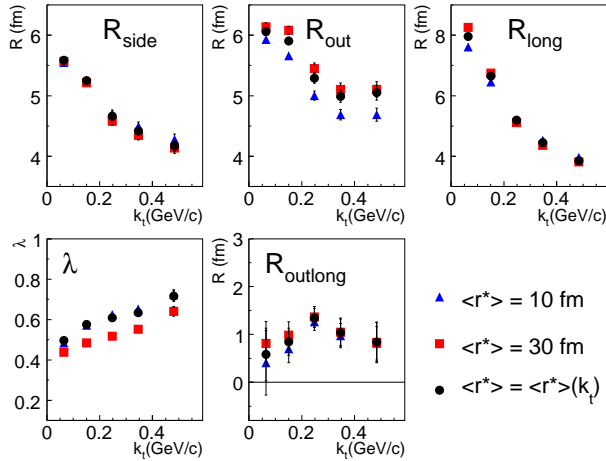 R (fm)
6
5
4
R_side
0
0.2
0.4
k_t(GeV/c)
R (fm)
6
5
4
R_out
0
0.2
0.4
k_t(GeV/c)
R (fm)
8
6
4
R_long
0
0.2
0.4
k_t(GeV/c)
λ
1
0.8
0.6
0.4
0.2
λ
0
0.2
0.4
k_t(GeV/c)
R (fm)
3
2
1
0
R_outlong
0
0.2
0.4
k_t(GeV/c)
<r*> = 10 fm
<r*> = 30 fm
<r*> = <r*>(k_t)